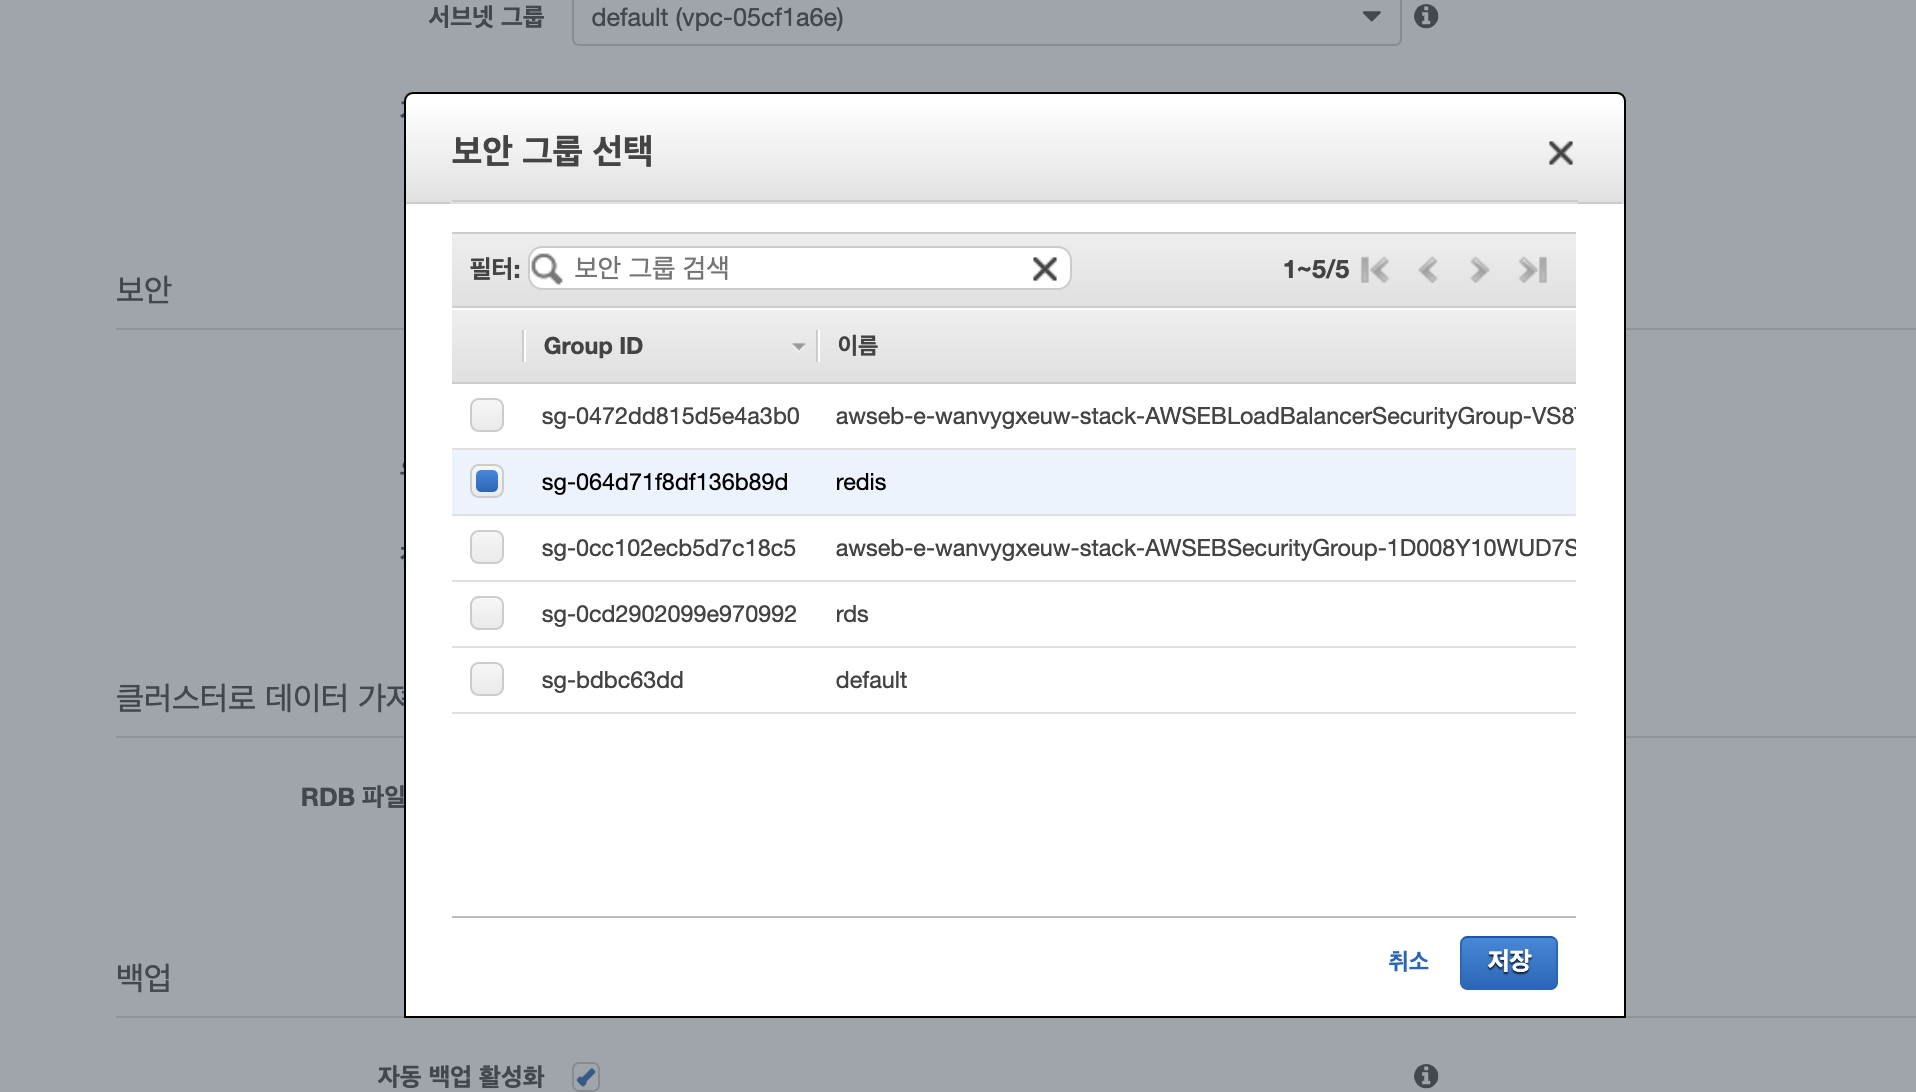 서브넷 그룹 default (vpc-05cf1a6e)
보안 그룹 선택
보안
필터: 보안 그룹 검색 1~5/5
Group ID 이름
sg-0472dd815d5e4a3b0 awseb-e-wanvygxeuw-stack-AWSEBLoadBalancerSecurityGroup-VS8
sg-064d71f8df136b89d redis
sg-0cc102ecb5d7c18c5 awseb-e-wanvygxeuw-stack-AWSEBSecurityGroup-1D008Y10WUD7S
sg-0cd2902099e970992 rds
sg-bdbc63dd default
클러스터로 데이터 가져
RDB 파일
취소 저장
백업
자동 백업 활성화